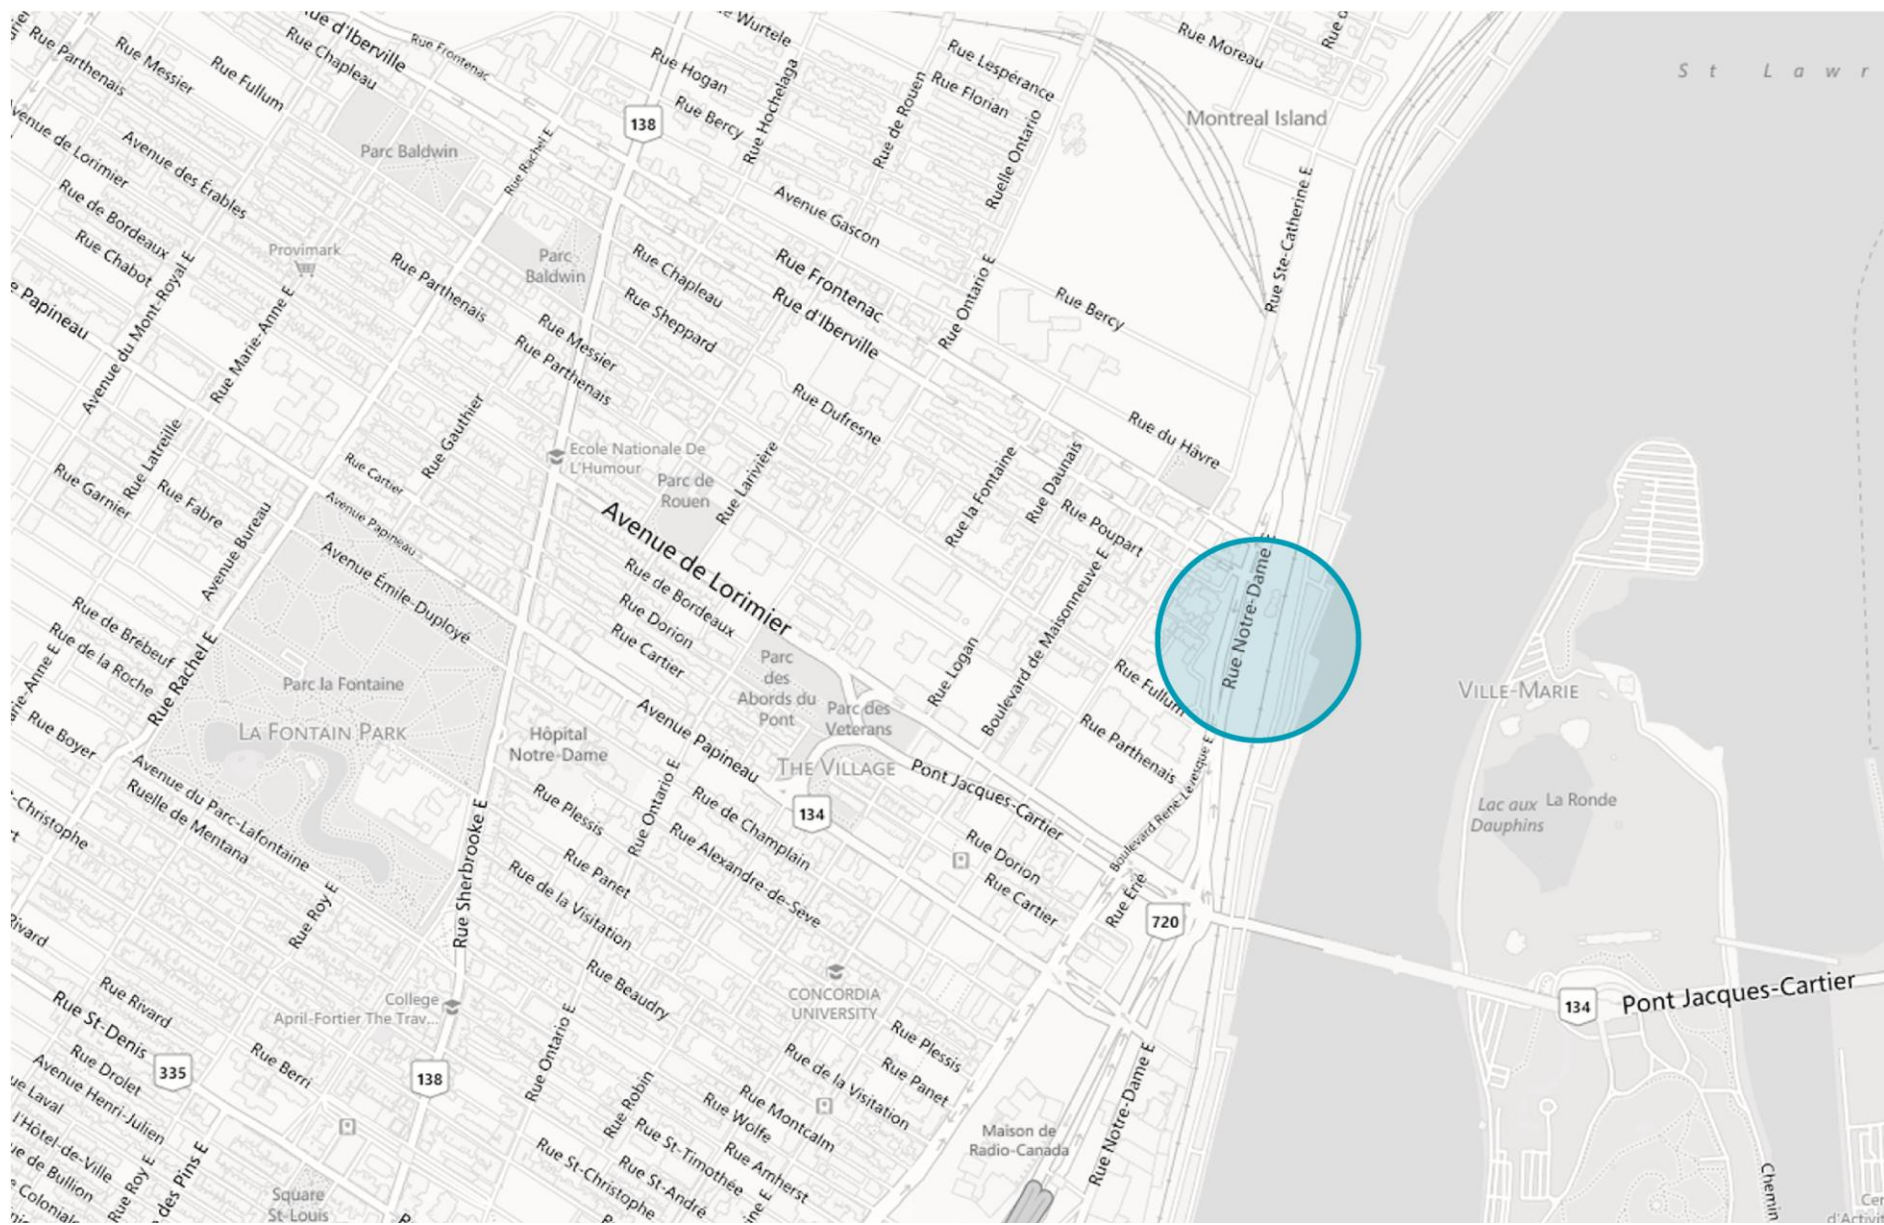 Rue d'Iberville
Rue Frontenac
Rue Wurtele
Rue Parthenais
Rue Messier
Rue Fullum
Rue Chapleau
Rue Hogan
Rue Lespérance
Rue Moreau
St Lawr
Rue Bercy
Rue Hochelaga
Rue de Rouen
Rue Florian
138
Montreal Island
Avenue de Lorimier
Avenue des Érables
Parc Baldwin
Rue Rachel E
Ruelle Ontario
Rue de Bordeaux
Rue Chabot
Avenue Gascon
Rue Ste-Catherine E
Provimark
Parc
Baldwin
Rue Chapleau
Rue Frontenac
e Papineau
Avenue du Mont-Royal E
Rue Marie-Anne E
Rue Parthenais
Rue Sheppard
Rue d'Iberville
Rue Ontario E
Rue Bercy
Rue Messier
Rue Parthenais
Rue Dufresne
Rue du Hâvre
Rue Latreille
Rue Gauthier
Rue Cartier
Ecole Nationale De
L'Humour
Rue Garnier
Rue Fabre
Parc de
Rouen
Rue Larivière
Rue la Fontaine
Rue Daunais
Avenue Bureau
Avenue Papineau
Avenue de Lorimier
Rue Poupart
Avenue Émile-Duployé
Rue de Bordeaux
Rue Dorion
Rue Cartier
Boulevard de Maisonneuve E
Rue Notre-Dame E
Rue de Brébeuf
Rue de la Roche
Rue Rachel E
Parc la Fontaine
Parc
des
Abords du
Pont
Rue Logan
Rue Fullum
VILLE-MARIE
Rue Boyer
LA FONTAIN PARK
Hôpital
Notre-Dame
Avenue Papineau
Parc des
Veterans
Rue Parthenais
THE VILLAGE
Pont Jacques-Cartier
-Christophe
Avenue du Parc-Lafontaine
Ruelle de Mentana
Rue Plessis
Rue Ontario E
Rue de Champlain
134
Boulevard René-Lévesque E
Lac aux
Dauphins
La Ronde
Rue Sherbrooke E
Rue Panet
Rue Alexandre-de-Sève
Rue Dorion
Rue Cartier
Rue Érié
Rue Roy E
Rue de la Visitation
720
Rivard
Rue Rivard
Rue Beaudry
CONCORDIA
UNIVERSITY
College
April-Fortier The Trav...
134
Pont Jacques-Cartier
Rue St-Denis
Rue Drolet
335
Rue Berri
138
Rue Ontario E
Rue Plessis
Rue Panet
Rue de la Visitation
Avenue Henri-Julien
ue Laval
l'Hôtel-de-Ville
ue de Bullion
e Coloniale
Rue Roy E
des Pins E
Rue Robin
Rue Montcalm
Rue Wolfe
Rue Amherst
Rue St-Timothée
Rue St-André
Rue St-Christophe
Maison de
Radio-Canada
Rue Notre-Dame E
Square
St-Louis
Chemin
Cer
d'Activit